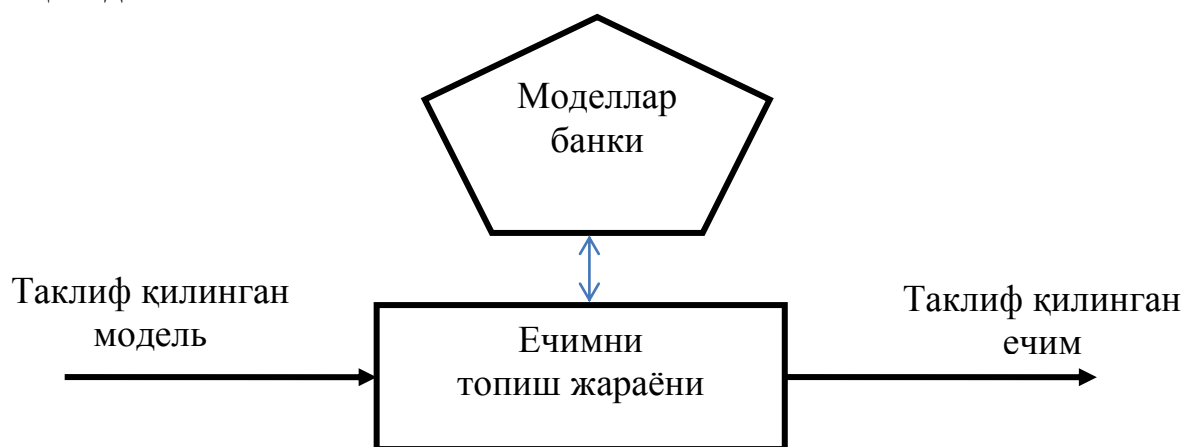 Моделлар
банки
Таклиф қилинган
модель
Ечимни
топиш жараёни
Таклиф қилинган
ечим